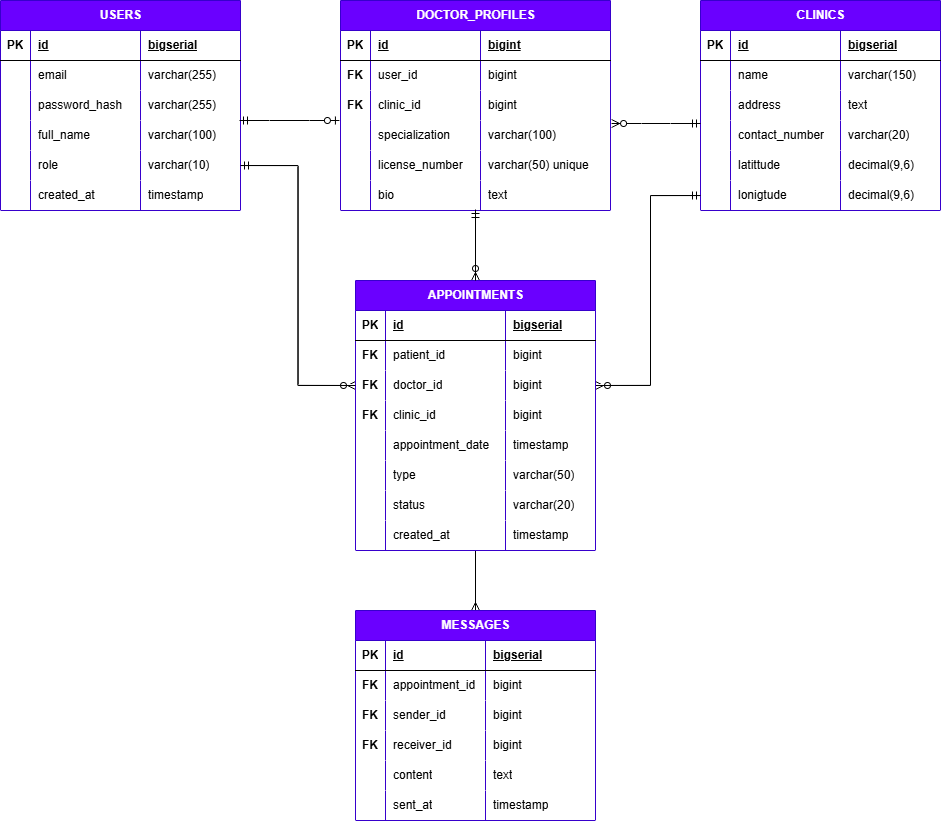 USERS
PK id bigserial
email varchar(255)
password_hash varchar(255)
full_name varchar(100)
role varchar(10)
created_at timestamp
DOCTOR_PROFILES
PK id bigint
FK user_id bigint
FK clinic_id bigint
specialization varchar(100)
license_number varchar(50) unique
bio text
CLINICS
PK id bigserial
name varchar(150)
address text
contact_number varchar(20)
latittude decimal(9,6)
lonigtude decimal(9,6)
APPOINTMENTS
PK id bigserial
FK patient_id bigint
FK doctor_id bigint
FK clinic_id bigint
appointment_date timestamp
type varchar(50)
status varchar(20)
created_at timestamp
MESSAGES
PK id bigserial
FK appointment_id bigint
FK sender_id bigint
FK receiver_id bigint
content text
sent_at timestamp